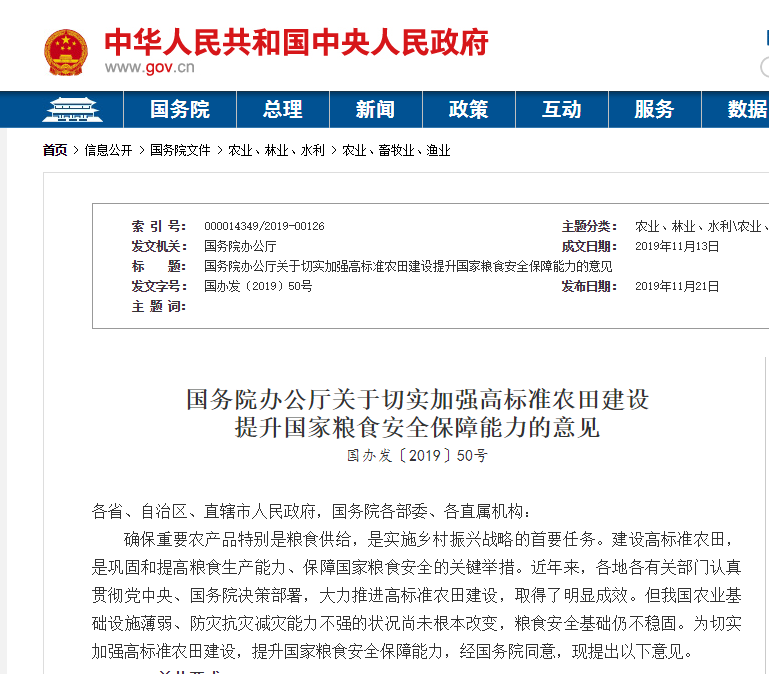 中华人民共和国中央人民政府
www.gov.cn
国务院 总理 新闻 政策 互动 服务 数据
首页 > 信息公开 > 国务院文件 > 农业、林业、水利 > 农业、畜牧业、渔业
索 引 号： 000014349/2019-00126 主题分类： 农业、林业、水利\农业、
发文机关： 国务院办公厅 成文日期： 2019年11月13日
标 题： 国务院办公厅关于切实加强高标准农田建设提升国家粮食安全保障能力的意见
发文字号： 国办发〔2019〕50号 发布日期： 2019年11月21日
主 题 词：
国务院办公厅关于切实加强高标准农田建设
提升国家粮食安全保障能力的意见
国办发〔2019〕50号
各省、自治区、直辖市人民政府，国务院各部委、各直属机构：
确保重要农产品特别是粮食供给，是实施乡村振兴战略的首要任务。建设高标准农田，
是巩固和提高粮食生产能力、保障国家粮食安全的关键举措。近年来，各地各有关部门认真
贯彻党中央、国务院决策部署，大力推进高标准农田建设，取得了明显成效。但我国农业基
础设施薄弱、防灾抗灾减灾能力不强的状况尚未根本改变，粮食安全基础仍不稳固。为切实
加强高标准农田建设，提升国家粮食安全保障能力，经国务院同意，现提出以下意见。